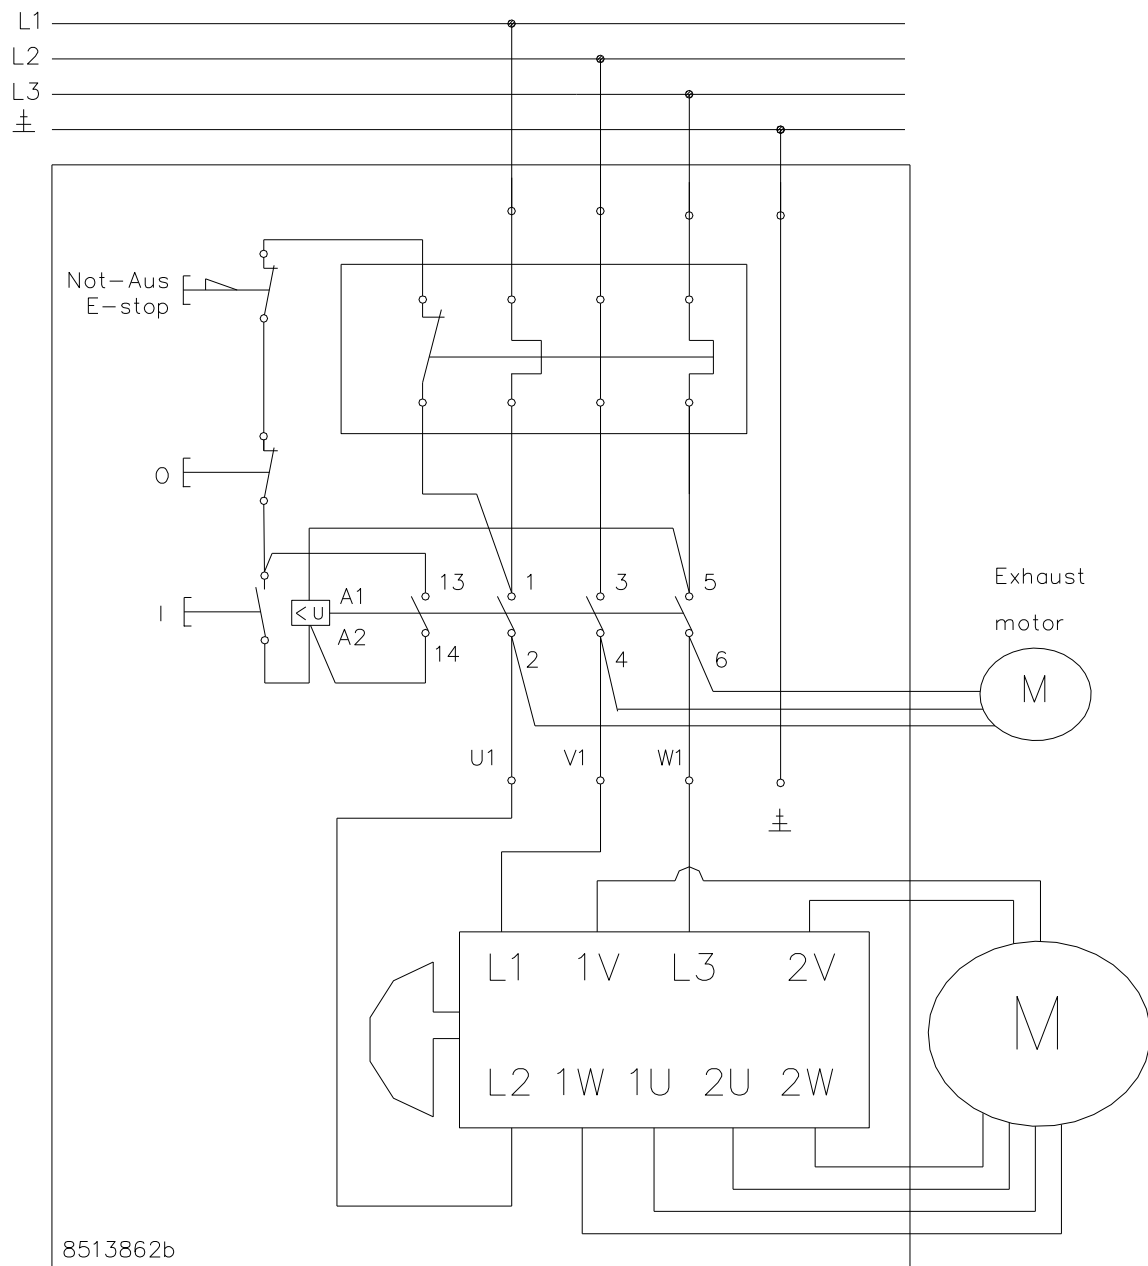 L1
L2
L3
Not-Aus
E-stop
O
I
< U
A1
A2
13
14
1
2
3
4
5
6
Exhaust
motor
M
U1
V1
W1
L1 1V L3 2V
L2 1W 1U 2U 2W
M
8513862b